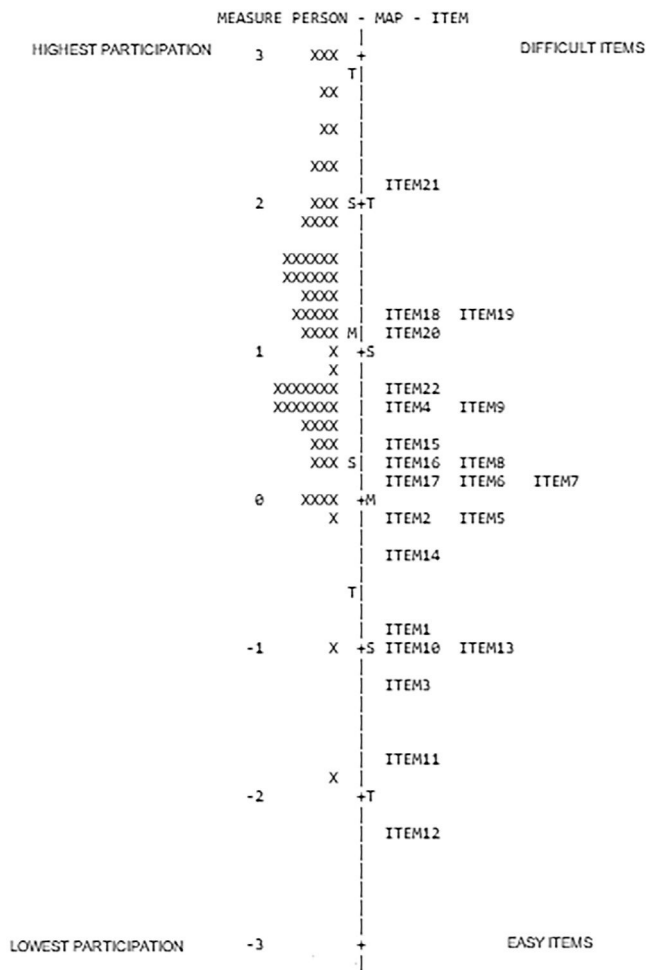 MEASURE PERSON - MAP - ITEM
|
HIGHEST PARTICIPATION 3 XXX + DIFFICULT ITEMS
T|
XX |
|
XX |
|
XXX |
| ITEM21
2 XXX S+T
XXXX |
|
XXXXXX |
XXXXXX |
XXXX |
XXXXX | ITEM18 ITEM19
XXXX M| ITEM20
1 X +S
X |
XXXXXXX | ITEM22
XXXXXXX | ITEM4 ITEM9
XXXX |
XXX | ITEM15
XXX S| ITEM16 ITEM8
| ITEM17 ITEM6 ITEM7
0 XXXX +M
X | ITEM2 ITEM5
|
| ITEM14
|
T|
|
| ITEM1
-1 X +S ITEM10 ITEM13
|
| ITEM3
|
|
|
| ITEM11
X |
-2 +T
|
| ITEM12
|
|
|
|
|
LOWEST PARTICIPATION -3 + EASY ITEMS
|